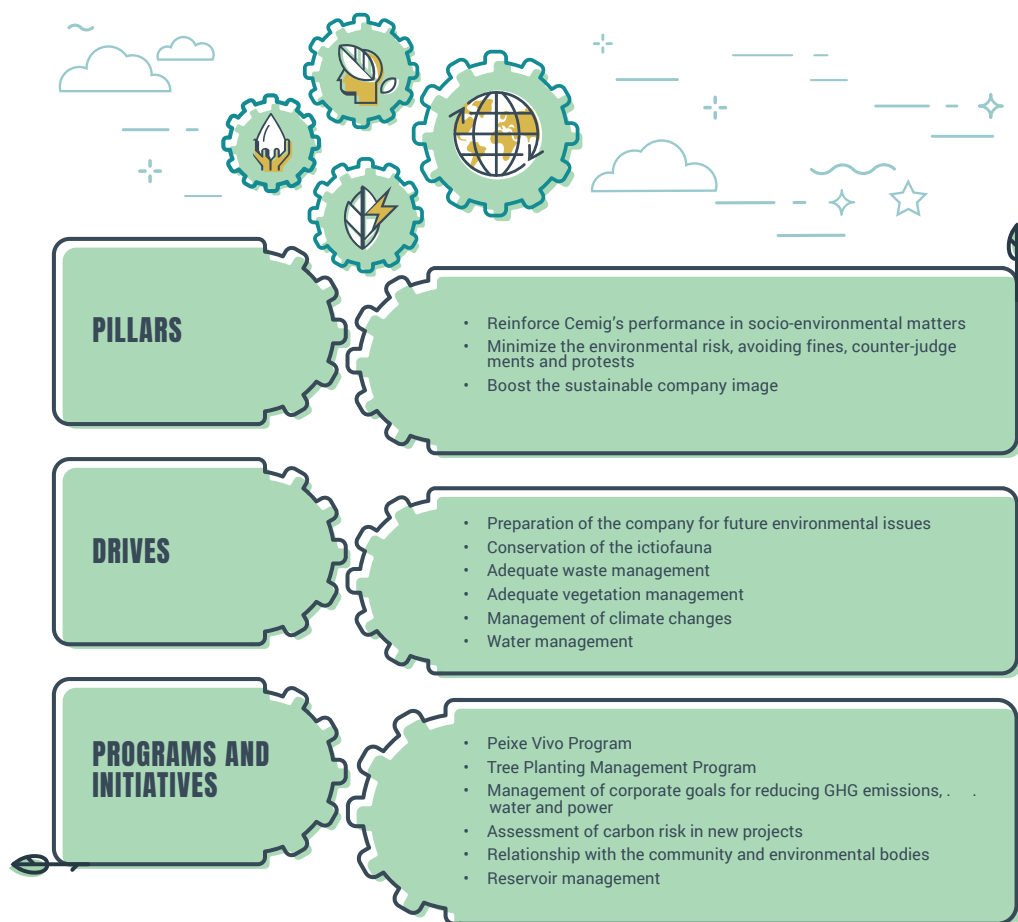 PILLARS
• Reinforce Cemig's performance in socio-environmental matters
• Minimize the environmental risk, avoiding fines, counter-judge
ments and protests
• Boost the sustainable company image
DRIVES
• Preparation of the company for future environmental issues
• Conservation of the ictiofauna
• Adequate waste management
• Adequate vegetation management
• Management of climate changes
• Water management
PROGRAMS AND
INITIATIVES
• Peixe Vivo Program
• Tree Planting Management Program
• Management of corporate goals for reducing GHG emissions, . .
water and power
• Assessment of carbon risk in new projects
• Relationship with the community and environmental bodies
• Reservoir management